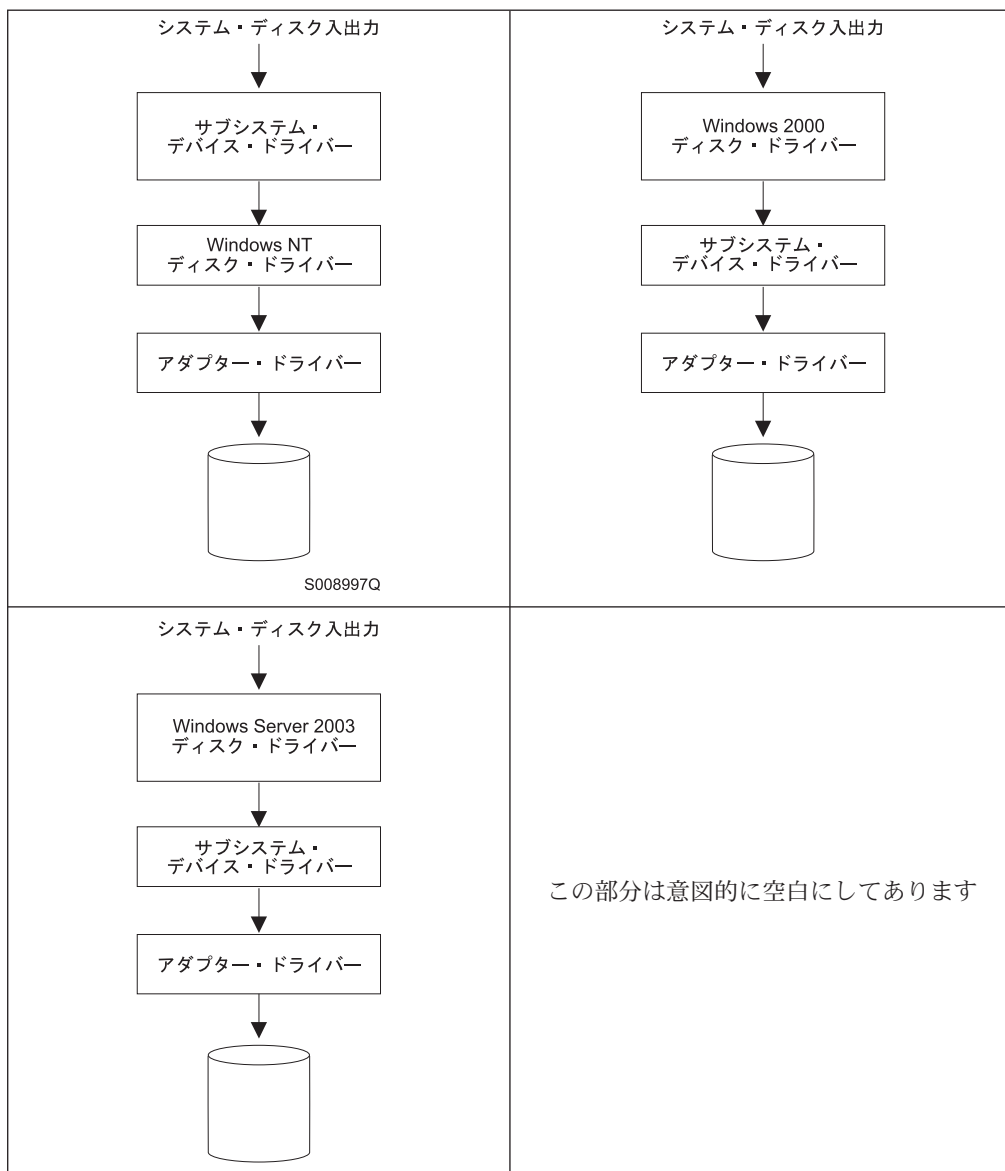 システム・ディスク入出力
サブシステム・
デバイス・ドライバー
Windows NT
ディスク・ドライバー
アダプター・ドライバー
S008997Q
システム・ディスク入出力
Windows 2000
ディスク・ドライバー
サブシステム・
デバイス・ドライバー
アダプター・ドライバー
システム・ディスク入出力
Windows Server 2003
ディスク・ドライバー
サブシステム・
デバイス・ドライバー
アダプター・ドライバー
この部分は意図的に空白にしてあります